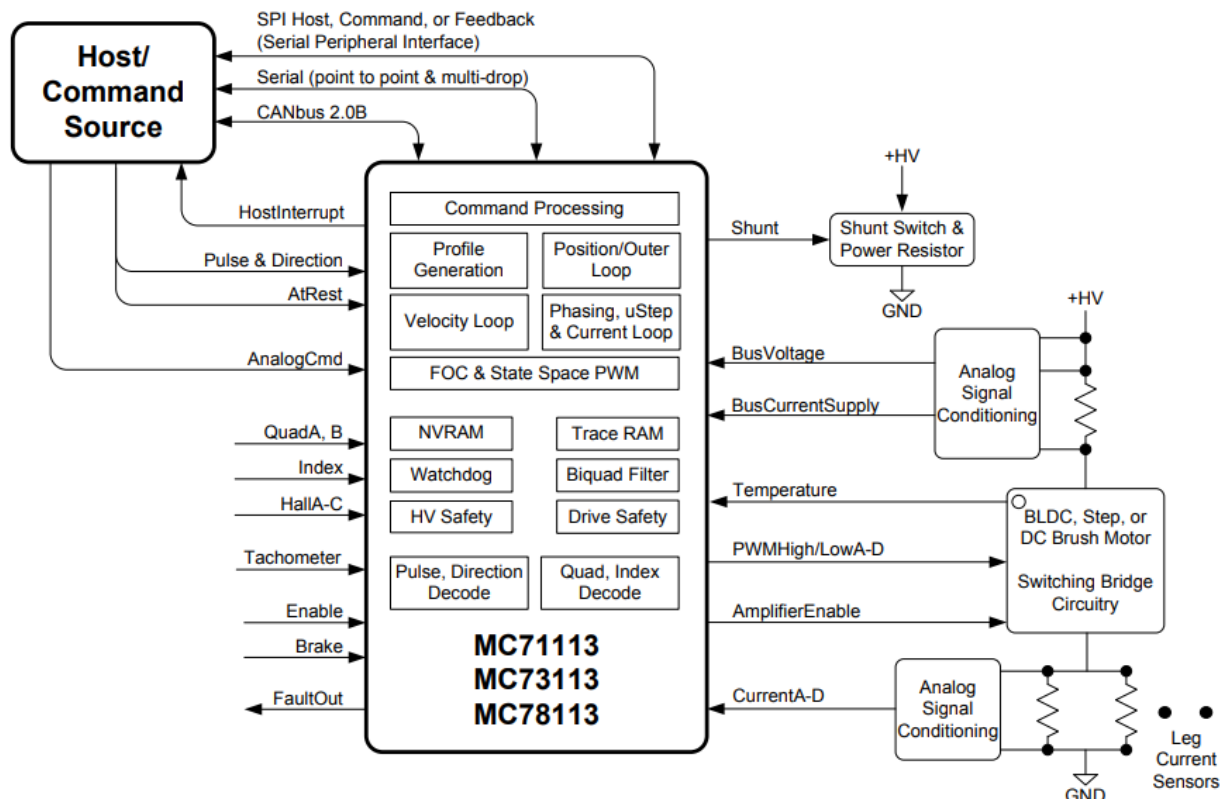 SPI Host, Command, or Feedback
(Serial Peripheral Interface)
Host/
Command
Source
Serial (point to point & multi-drop)
CANbus 2.0B
HostInterrupt
Pulse & Direction
AtRest
AnalogCmd
QuadA, B
Index
HallA-C
Tachometer
Enable
Brake
FaultOut
Command Processing
Profile
Generation
Position/Outer
Loop
Velocity Loop
Phasing, uStep
& Current Loop
FOC & State Space PWM
NVRAM
Trace RAM
Watchdog
Biquad Filter
HV Safety
Drive Safety
Pulse, Direction
Decode
Quad, Index
Decode
MC71113
MC73113
MC78113
Shunt
+HV
Shunt Switch &
Power Resistor
GND
+HV
BusVoltage
BusCurrentSupply
Analog
Signal
Conditioning
Temperature
PWMHigh/LowA-D
AmplifierEnable
BLDC, Step, or
DC Brush Motor
Switching Bridge
Circuitry
CurrentA-D
Analog
Signal
Conditioning
Leg
Current
Sensors
GND